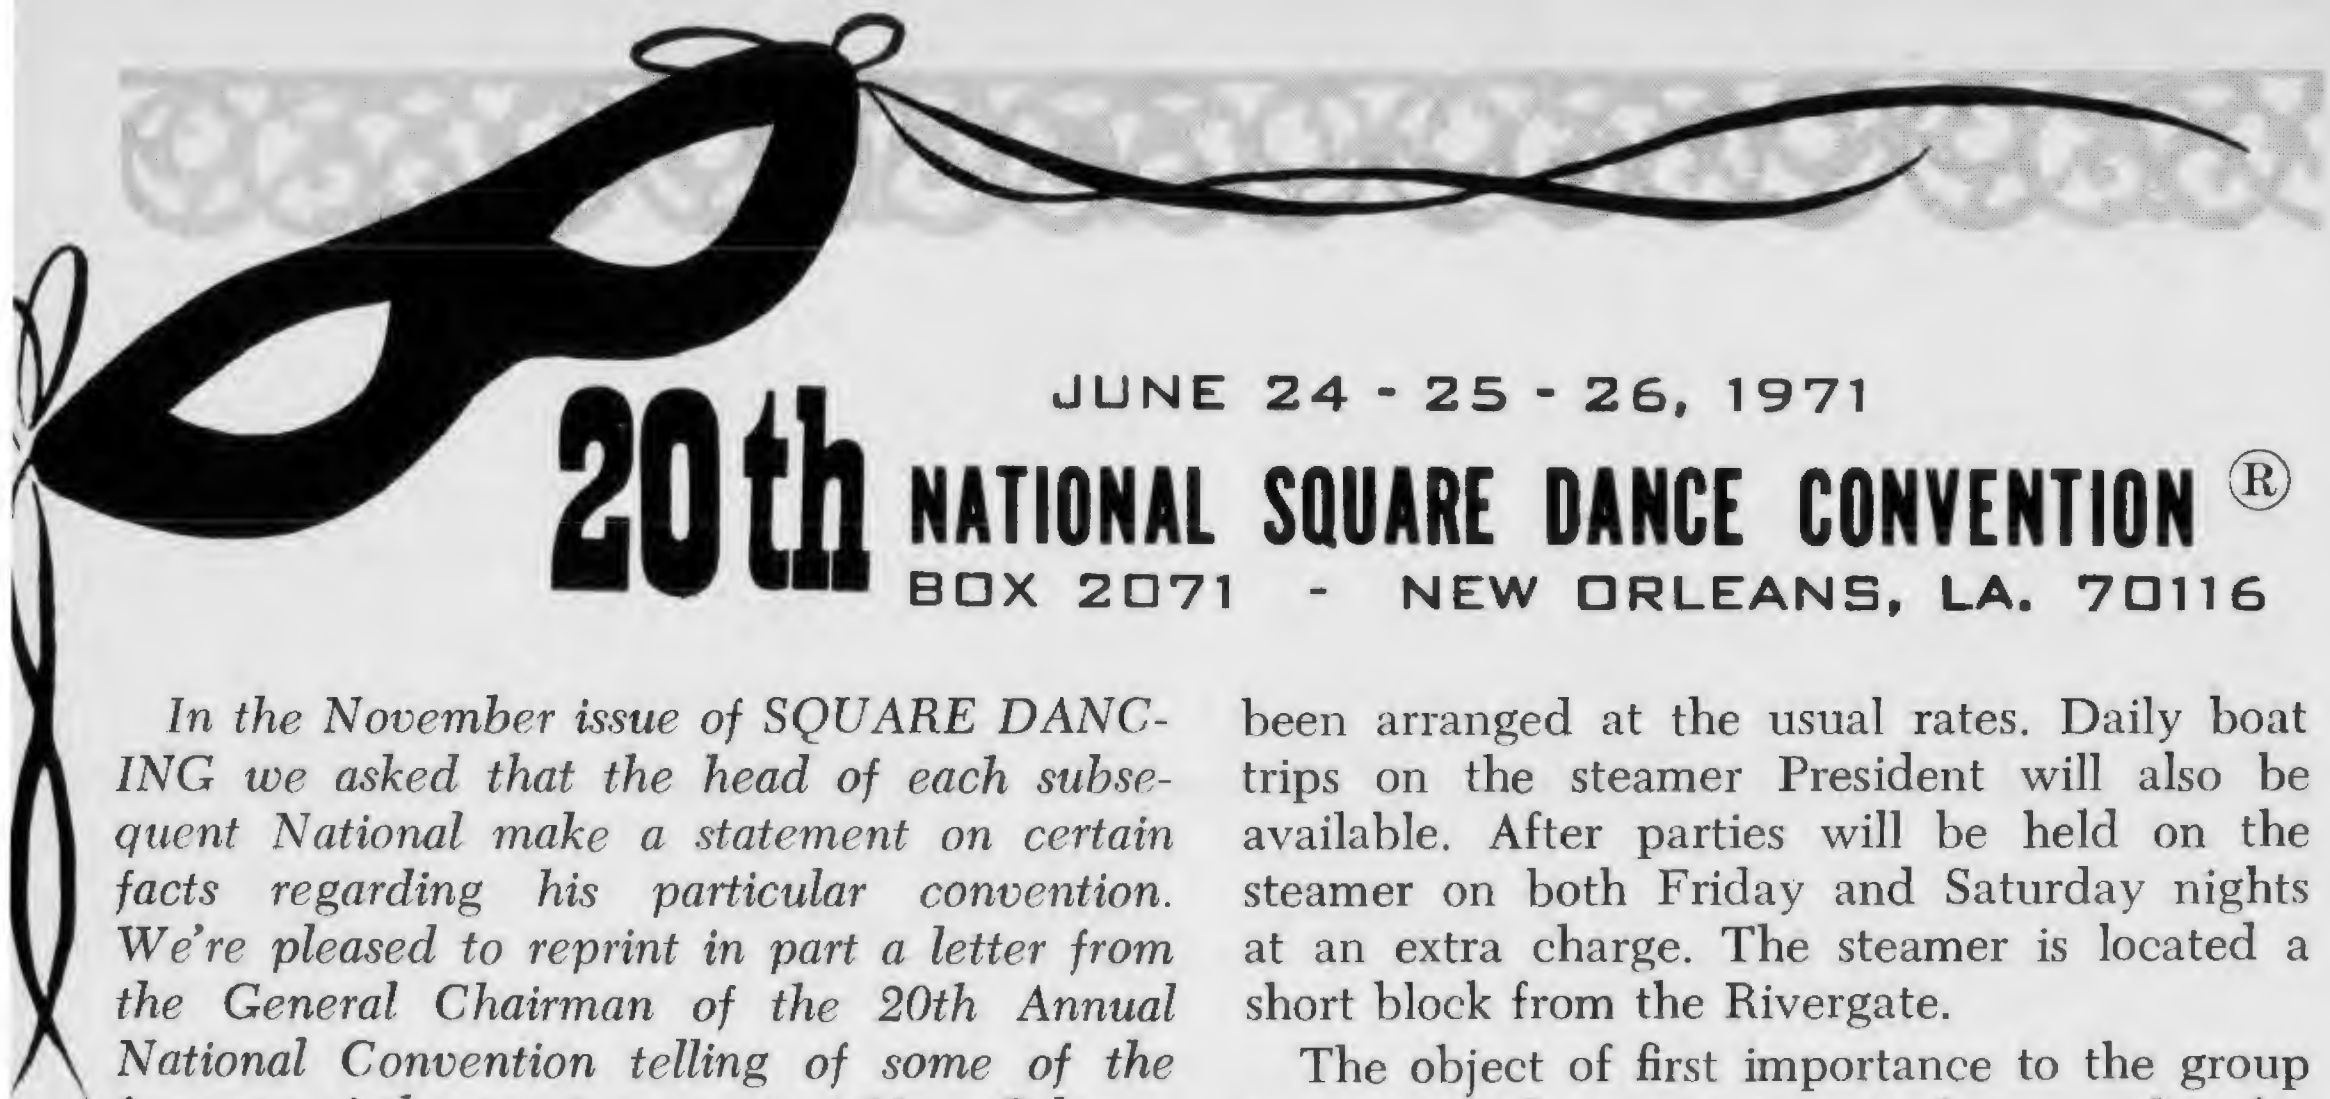 JUNE 24 - 25 - 26, 1971
20th NATIONAL SQUARE DANCE CONVENTION ®
BOX 2071 - NEW ORLEANS, LA. 70116
In the November issue of SQUARE DANC-
ING we asked that the head of each subse-
quent National make a statement on certain
facts regarding his particular convention.
We're pleased to reprint in part a letter from
the General Chairman of the 20th Annual
National Convention telling of some of the
been arranged at the usual rates. Daily boat
trips on the steamer President will also be
available. After parties will be held on the
steamer on both Friday and Saturday nights
at an extra charge. The steamer is located a
short block from the Rivergate.
The object of first importance to the group